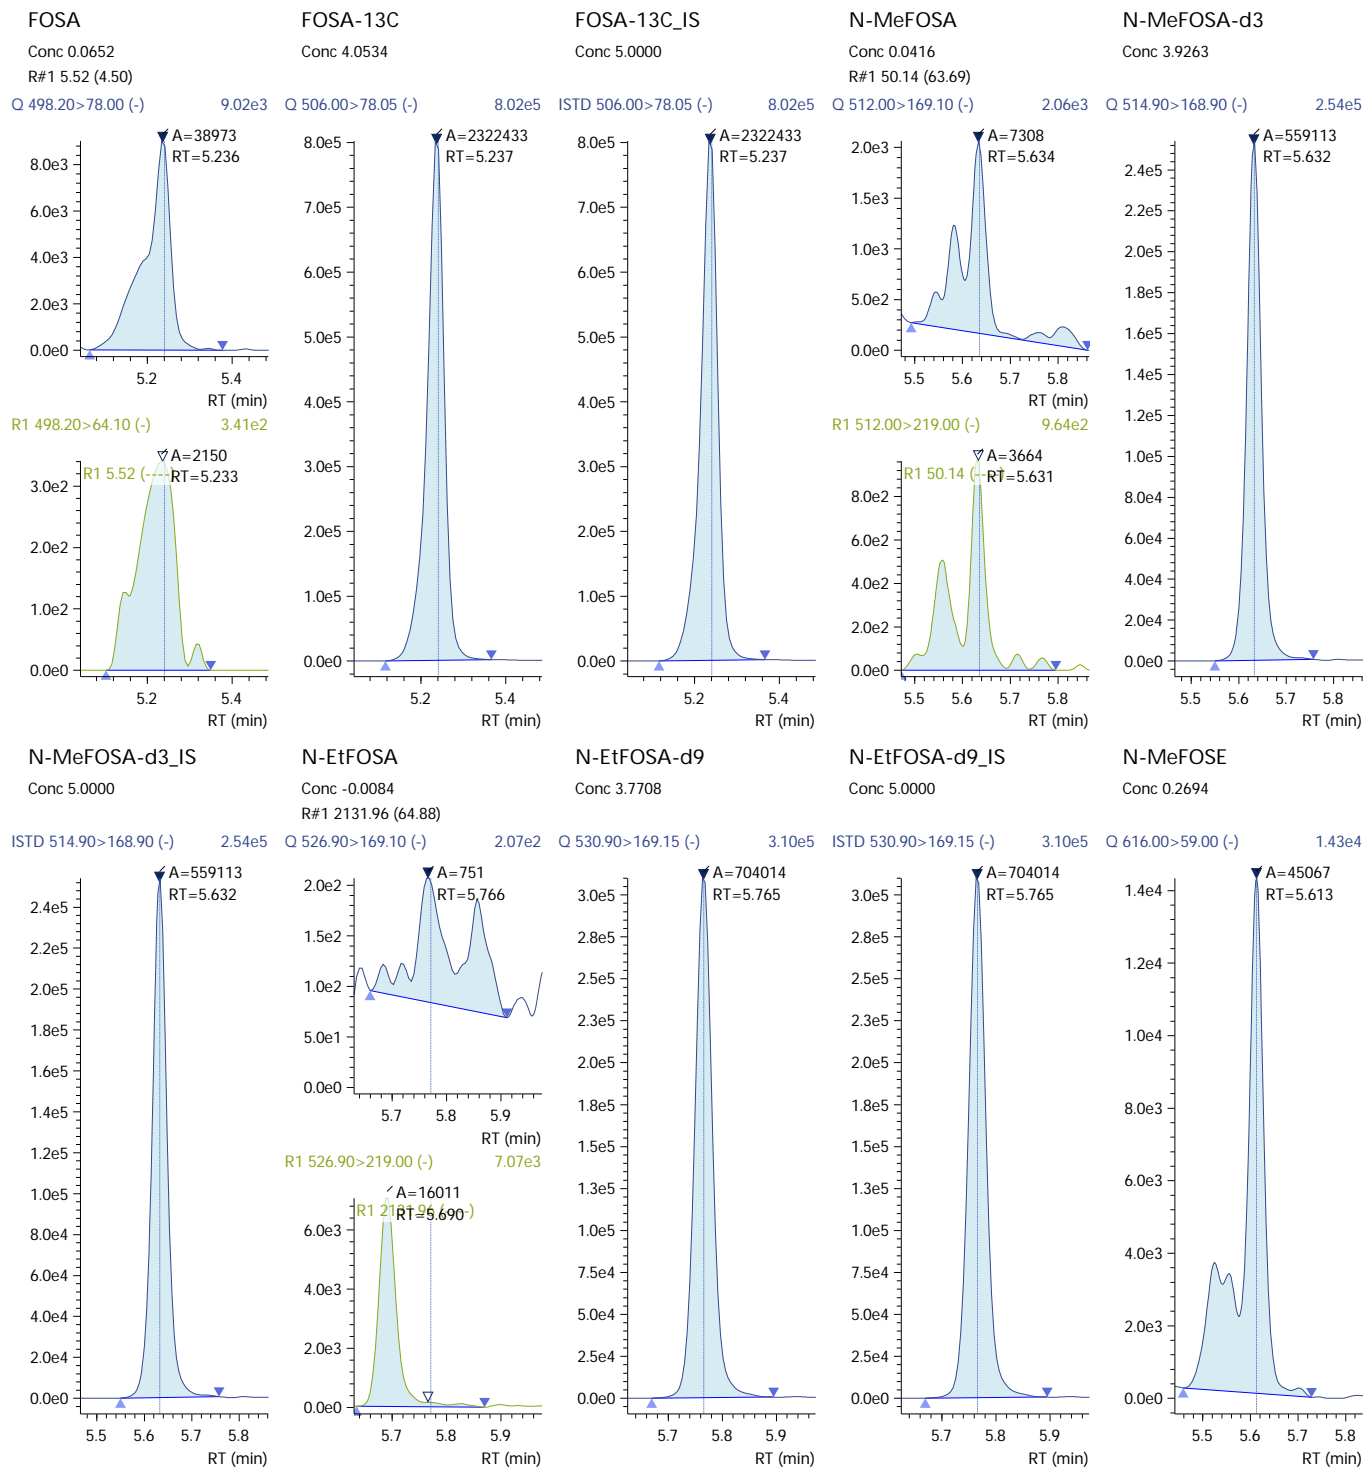 FOSA
Conc 0.0652
R#1 5.52 (4.50)
Q 498.20>78.00 (-) 9.02e3
A=38973
RT=5.236
8.0e3
6.0e3
4.0e3
2.0e3
0.0e0
5.2 5.4
RT (min)
R1 498.20>64.10 (-) 3.41e2
A=2150
R1 5.52 (----)
RT=5.233
3.0e2
2.0e2
1.0e2
0.0e0
5.2 5.4
RT (min)
FOSA-13C
Conc 4.0534
Q 506.00>78.05 (-) 8.02e5
A=2322433
RT=5.237
8.0e5
7.0e5
6.0e5
5.0e5
4.0e5
3.0e5
2.0e5
1.0e5
0.0e0
5.2 5.4
RT (min)
FOSA-13C_IS
Conc 5.0000
ISTD 506.00>78.05 (-) 8.02e5
A=2322433
RT=5.237
8.0e5
7.0e5
6.0e5
5.0e5
4.0e5
3.0e5
2.0e5
1.0e5
0.0e0
5.2 5.4
RT (min)
N-MeFOSA
Conc 0.0416
R#1 50.14 (63.69)
Q 512.00>169.10 (-) 2.06e3
A=7308
RT=5.634
2.0e3
1.5e3
1.0e3
5.0e2
0.0e0
5.5 5.6 5.7 5.8
RT (min)
R1 512.00>219.00 (-) 9.64e2
A=3664
R1 50.14
RT=5.631
8.0e2
6.0e2
4.0e2
2.0e2
0.0e0
5.5 5.6 5.7 5.8
RT (min)
N-MeFOSA-d3
Conc 3.9263
Q 514.90>168.90 (-) 2.54e5
A=559113
RT=5.632
2.4e5
2.2e5
2.0e5
1.8e5
1.6e5
1.4e5
1.2e5
1.0e5
8.0e4
6.0e4
4.0e4
2.0e4
0.0e0
5.5 5.6 5.7 5.8
RT (min)
N-MeFOSA-d3_IS
Conc 5.0000
ISTD 514.90>168.90 (-) 2.54e5
A=559113
RT=5.632
2.4e5
2.2e5
2.0e5
1.8e5
1.6e5
1.4e5
1.2e5
1.0e5
8.0e4
6.0e4
4.0e4
2.0e4
0.0e0
5.5 5.6 5.7 5.8
RT (min)
N-EtFOSA
Conc -0.0084
R#1 2131.96 (64.88)
Q 526.90>169.10 (-) 2.07e2
A=751
RT=5.766
2.0e2
1.5e2
1.0e2
5.0e1
0.0e0
5.7 5.8 5.9
RT (min)
R1 526.90>219.00 (-) 7.07e3
A=16011
R1 2131.96
RT=5.690
6.0e3
4.0e3
2.0e3
0.0e0
5.7 5.8 5.9
RT (min)
N-EtFOSA-d9
Conc 3.7708
Q 530.90>169.15 (-) 3.10e5
A=704014
RT=5.765
3.0e5
2.8e5
2.5e5
2.3e5
2.0e5
1.8e5
1.5e5
1.3e5
1.0e5
7.5e4
5.0e4
2.5e4
0.0e0
5.7 5.8 5.9
RT (min)
N-EtFOSA-d9_IS
Conc 5.0000
ISTD 530.90>169.15 (-) 3.10e5
A=704014
RT=5.765
3.0e5
2.8e5
2.5e5
2.3e5
2.0e5
1.8e5
1.5e5
1.3e5
1.0e5
7.5e4
5.0e4
2.5e4
0.0e0
5.7 5.8 5.9
RT (min)
N-MeFOSE
Conc 0.2694
Q 616.00>59.00 (-) 1.43e4
A=45067
RT=5.613
1.4e4
1.2e4
1.0e4
8.0e3
6.0e3
4.0e3
2.0e3
0.0e0
5.5 5.6 5.7 5.8
RT (min)